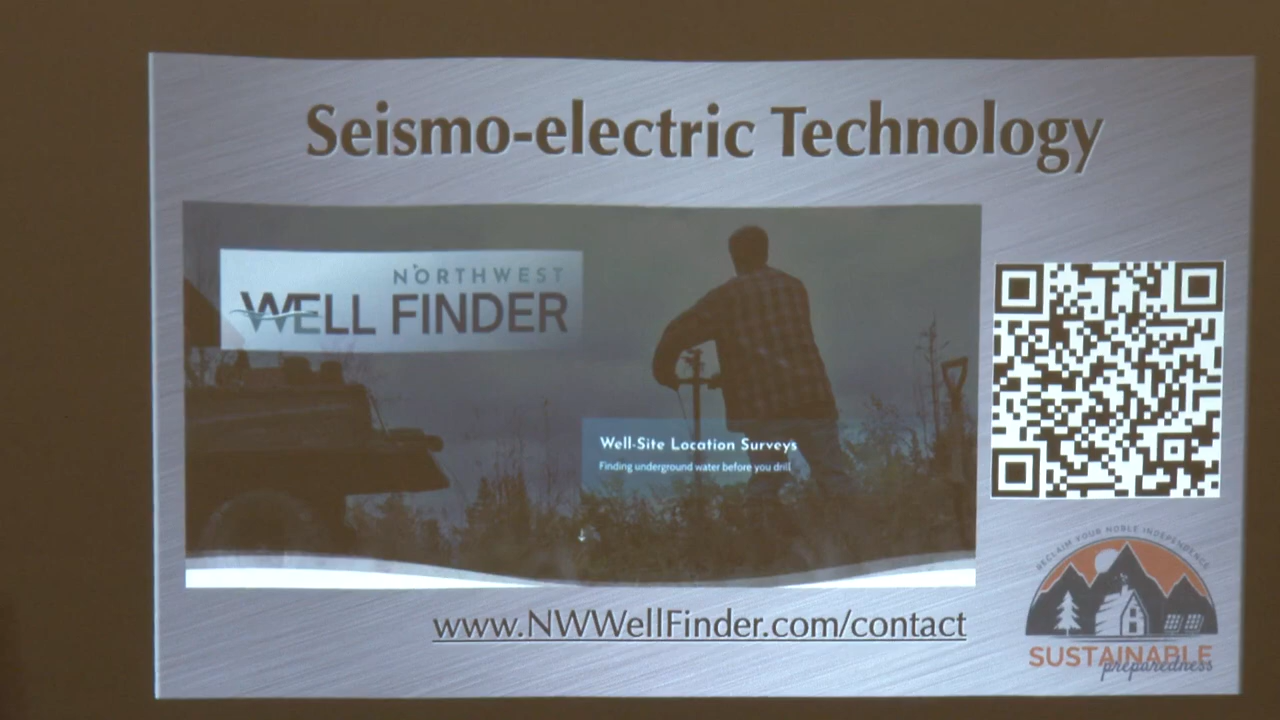 Seismo-electric Technology
NORTHWEST
WELL FINDER
Well-Site Location Surveys
Finding underground water before you drill
www.NWWellFinder.com/contact
RECLAIM YOUR NOBLE INDEPENDENCE
SUSTAINABLE
preparedness